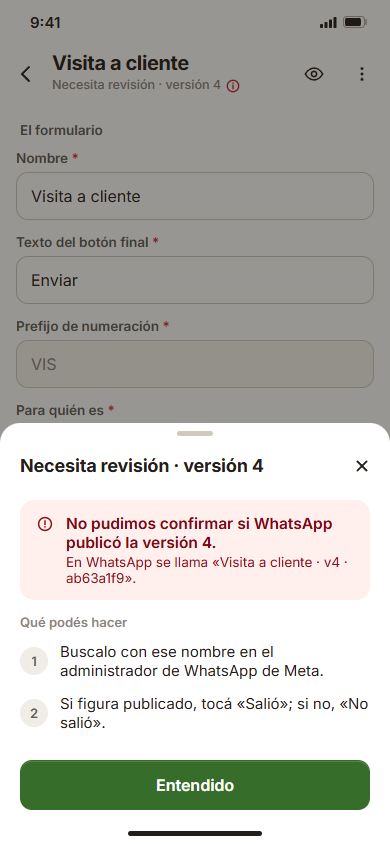 9:41
Visita a cliente
Necesita revisión · versión 4
El formulario
Nombre *
Visita a cliente
Texto del botón final *
Enviar
Prefijo de numeración *
VIS
Para quién es *
Necesita revisión · versión 4
No pudimos confirmar si WhatsApp
publicó la versión 4.
En WhatsApp se llama «Visita a cliente · v4 ·
ab63a1f9».
Qué podés hacer
1
Buscalo con ese nombre en el
administrador de WhatsApp de Meta.
2
Si figura publicado, tocá «Salió»; si no, «No
salió».
Entendido